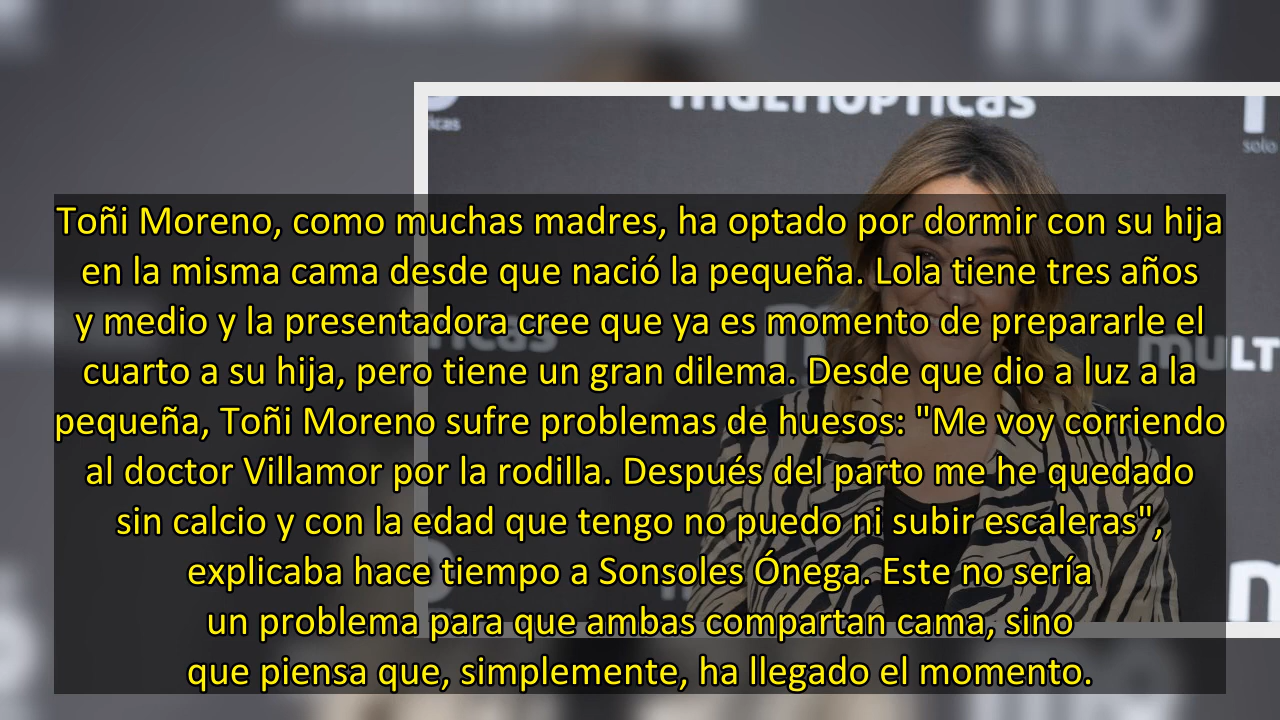 multiópticas
icas
solo
Toñi Moreno, como muchas madres, ha optado por dormir con su hija
en la misma cama desde que nació la pequeña. Lola tiene tres años
y medio y la presentadora cree que ya es momento de prepararle el
cuarto a su hija, pero tiene un gran dilema. Desde que dio a luz a la
pequeña, Toñi Moreno sufre problemas de huesos: "Me voy corriendo
al doctor Villamor por la rodilla. Después del parto me he quedado
sin calcio y con la edad que tengo no puedo ni subir escaleras",
explicaba hace tiempo a Sonsoles Ónega. Este no sería
un problema para que ambas compartan cama, sino
que piensa que, simplemente, ha llegado el momento.